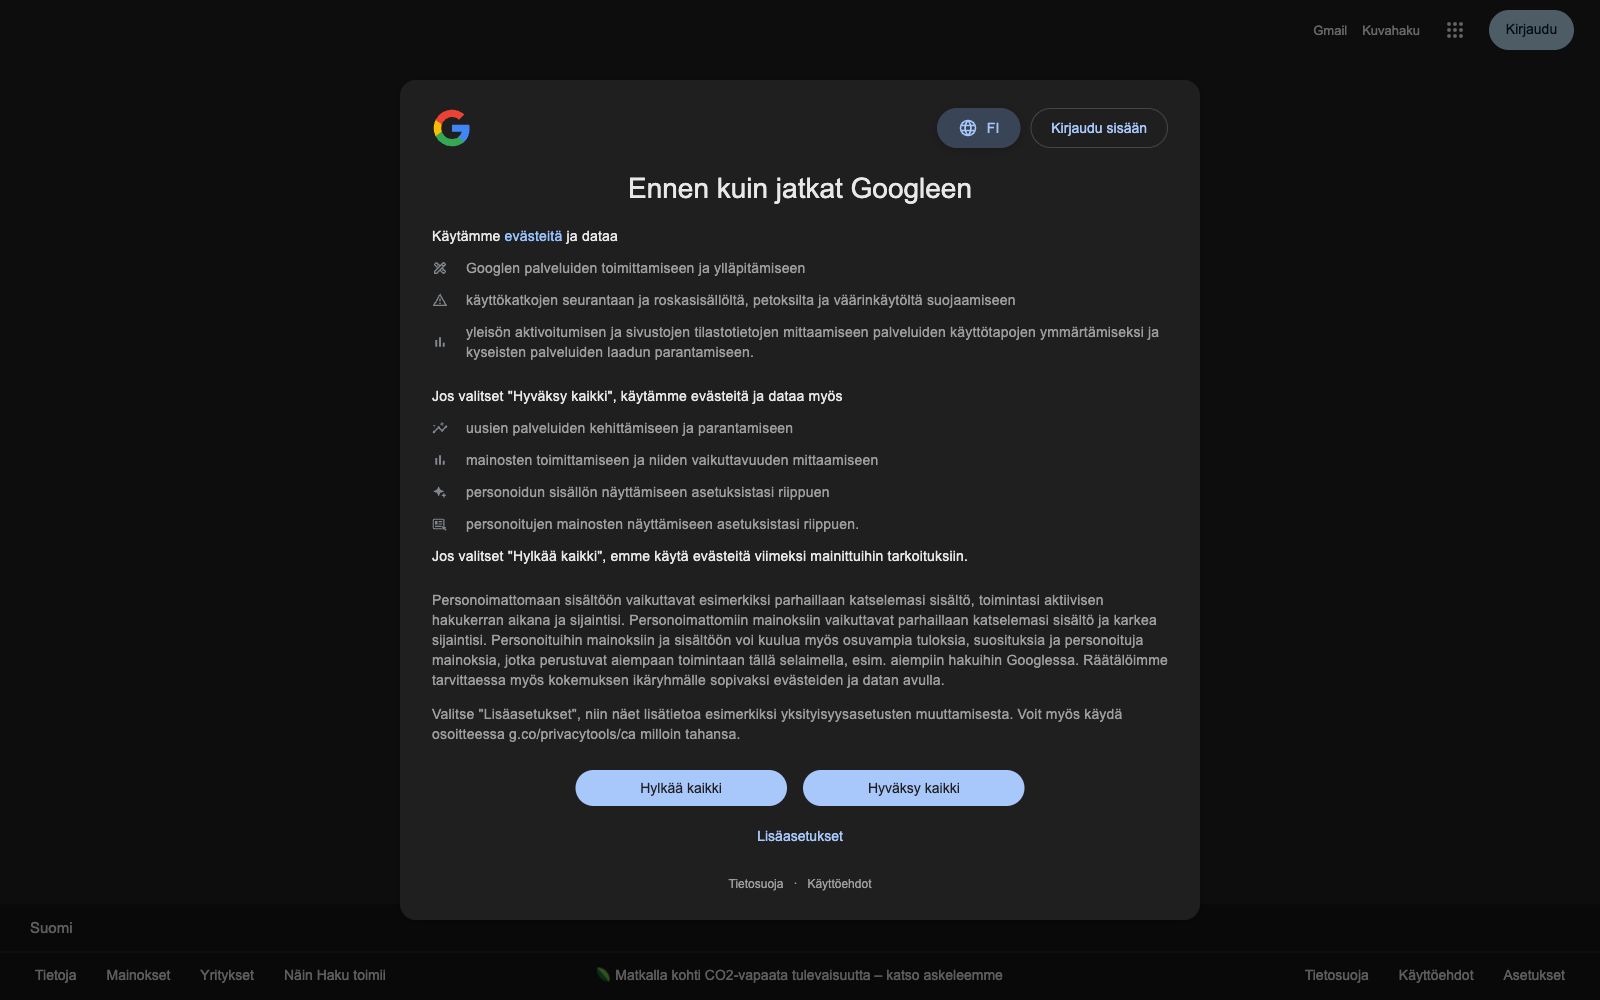 Gmail Kuvahaku Kirjaudu
FI Kirjaudu sisään
Ennen kuin jatkat Googleen
Käytämme evästeitä ja dataa
Googlen palveluiden toimittamiseen ja ylläpitämiseen
käyttökatkojen seurantaan ja roskasisällöltä, petoksilta ja väärinkäytöltä suojaamiseen
yleisön aktivoitumisen ja sivustojen tilastotietojen mittaamiseen palveluiden käyttötapojen ymmärtämiseksi ja
kyseisten palveluiden laadun parantamiseen.
Jos valitset "Hyväksy kaikki", käytämme evästeitä ja dataa myös
uusien palveluiden kehittämiseen ja parantamiseen
mainosten toimittamiseen ja niiden vaikuttavuuden mittaamiseen
personoidun sisällön näyttämiseen asetuksistasi riippuen
personoitujen mainosten näyttämiseen asetuksistasi riippuen.
Jos valitset "Hylkää kaikki", emme käytä evästeitä viimeksi mainittuihin tarkoituksiin.
Personoimattomaan sisältöön vaikuttavat esimerkiksi parhaillaan katselemasi sisältö, toimintasi aktiivisen
hakukerran aikana ja sijaintisi. Personoimattomiin mainoksiin vaikuttavat parhaillaan katselemasi sisältö ja karkea
sijaintisi. Personoituihin mainoksiin ja sisältöön voi kuulua myös osuvampia tuloksia, suosituksia ja personoituja
mainoksia, jotka perustuvat aiempaan toimintaan tällä selaimella, esim. aiempiin hakuihin Googlessa. Räätälöimme
tarvittaessa myös kokemuksen ikäryhmälle sopivaksi evästeiden ja datan avulla.
Valitse "Lisäasetukset", niin näet lisätietoa esimerkiksi yksityisyysasetusten muuttamisesta. Voit myös käydä
osoitteessa g.co/privacytools/ca milloin tahansa.
Hylkää kaikki Hyväksy kaikki
Lisäasetukset
Tietosuoja · Käyttöehdot
Suomi
Tietoja Mainokset Yritykset Näin Haku toimii Matkalla kohti CO2-vapaata tulevaisuutta – katso askeleemme Tietosuoja Käyttöehdot Asetukset